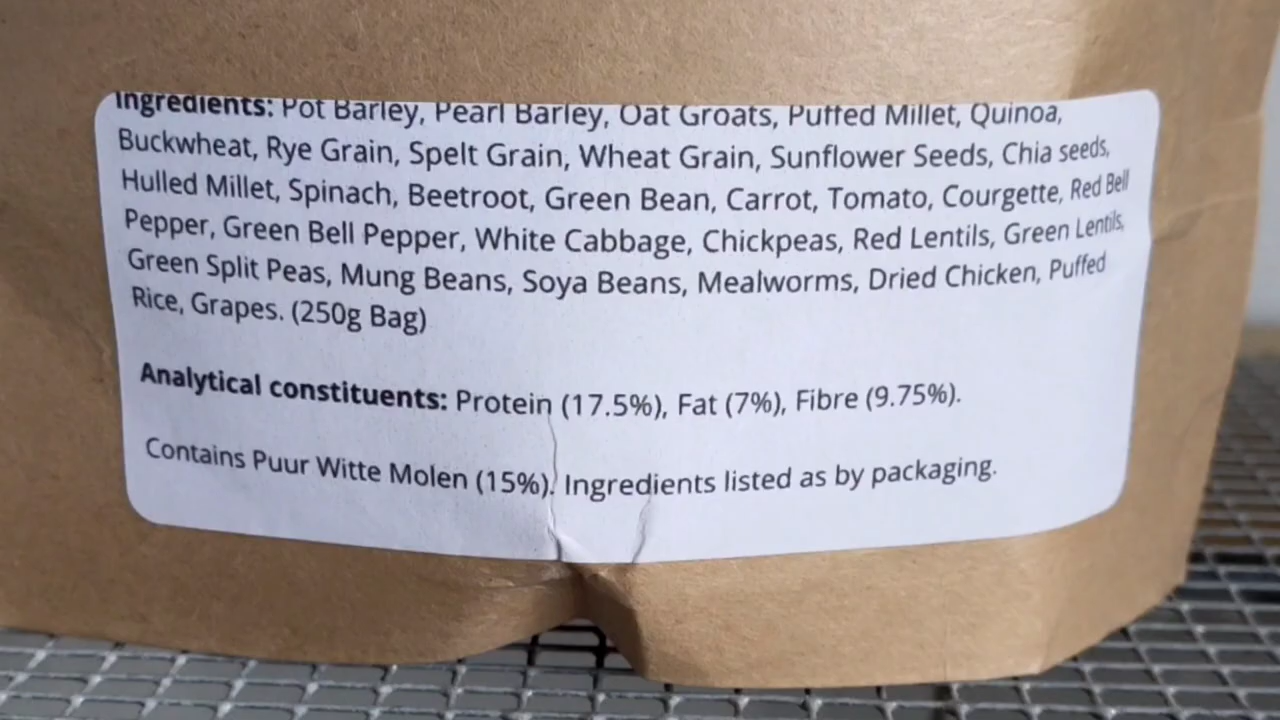 Ingredients: Pot Barley, Pearl Barley, Oat Groats, Puffed Millet, Quinoa,
Buckwheat, Rye Grain, Spelt Grain, Wheat Grain, Sunflower Seeds, Chia seeds,
Hulled Millet, Spinach, Beetroot, Green Bean, Carrot, Tomato, Courgette, Red Bell
Pepper, Green Bell Pepper, White Cabbage, Chickpeas, Red Lentils, Green Lentils,
Green Split Peas, Mung Beans, Soya Beans, Mealworms, Dried Chicken, Puffed
Rice, Grapes. (250g Bag)
Analytical constituents: Protein (17.5%), Fat (7%), Fibre (9.75%).
Contains Puur Witte Molen (15%). Ingredients listed as by packaging.